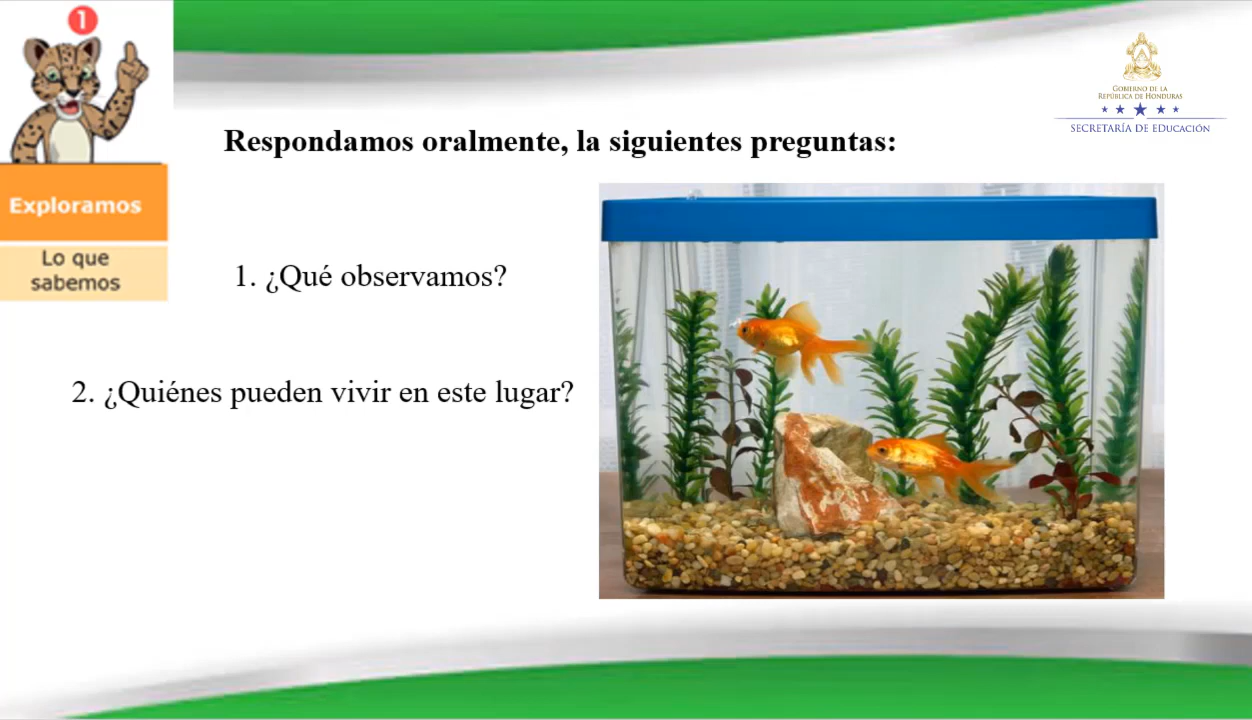 1
Exploramos
Lo que
sabemos
GOBIERNO DE LA
REPÚBLICA DE HONDURAS
SECRETARÍA DE EDUCACIÓN
Respondamos oralmente, la siguientes preguntas:
1. ¿Qué observamos?
2. ¿Quiénes pueden vivir en este lugar?